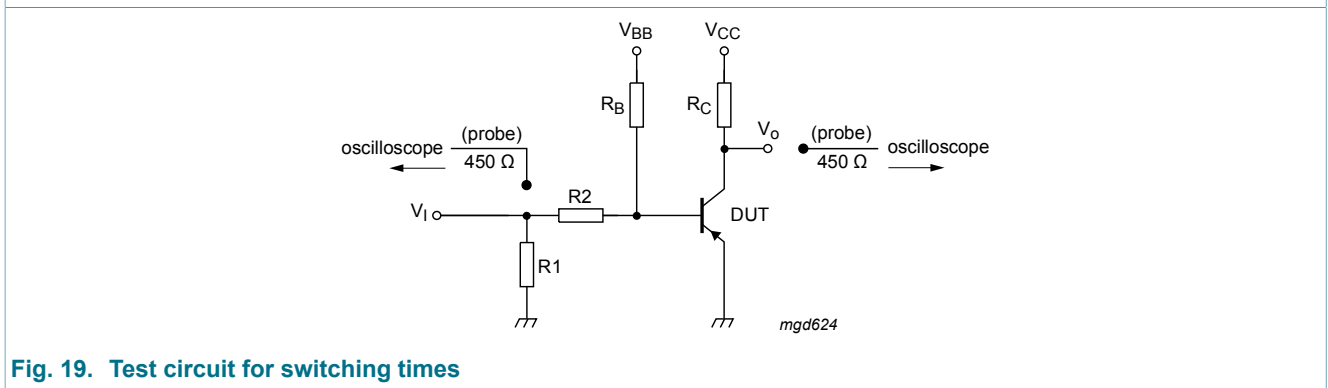 VBB
VCC
RB
RC
Vo
(probe)
450 Ω
oscilloscope
(probe)
450 Ω
oscilloscope
R2
VI
DUT
R1
mgd624
Fig. 19. Test circuit for switching times